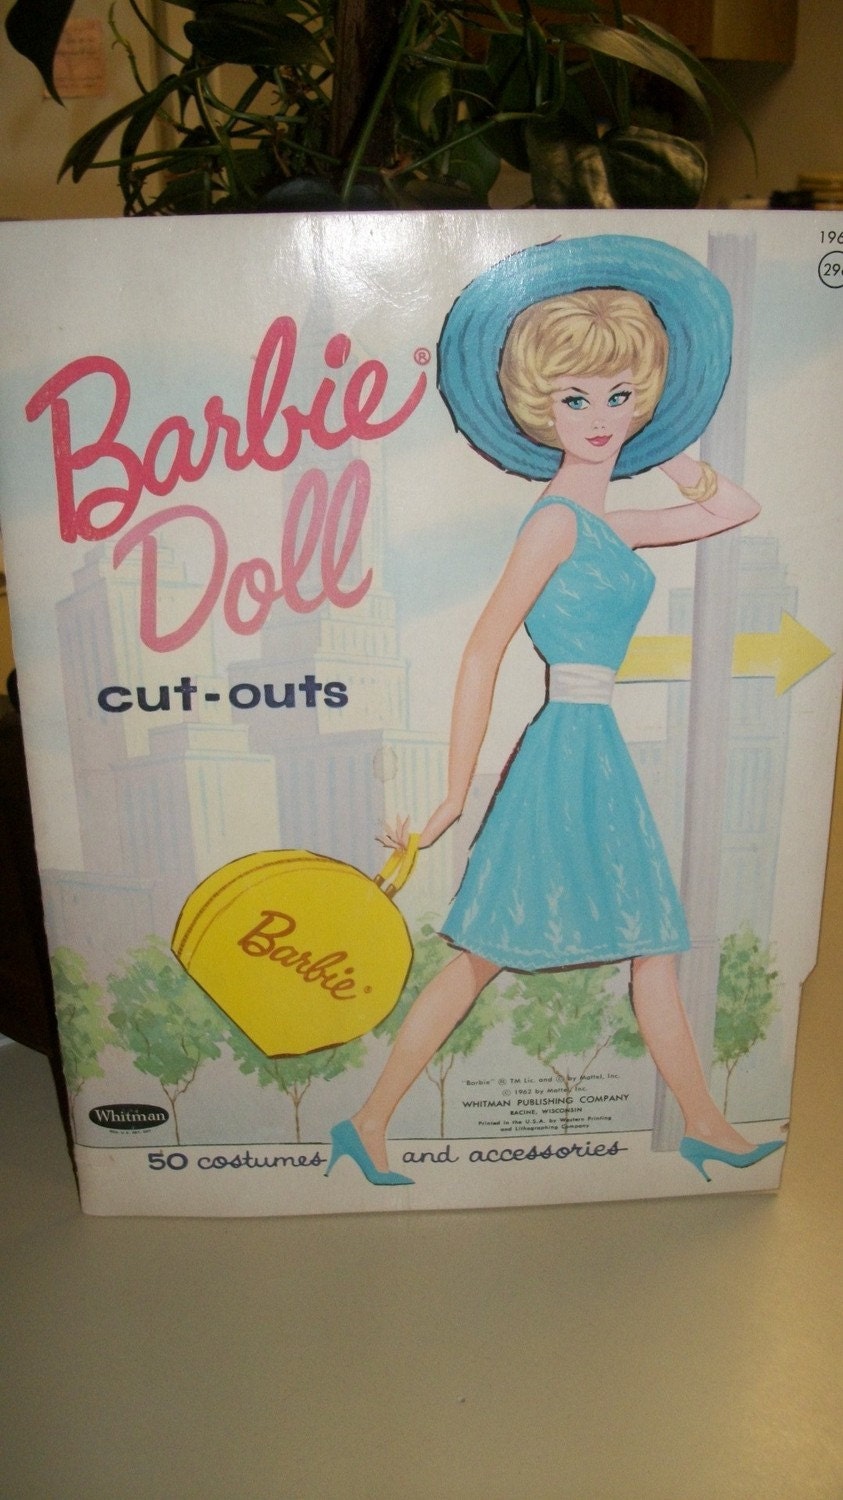 196
29
Barbie®
Doll
cut-outs
Barbie®
Whitman
"Barbie" ® TM Lic. and © by Mattel, Inc.
© 1962 by Mattel, Inc.
WHITMAN PUBLISHING COMPANY
RACINE, WISCONSIN
Printed in the U.S.A. by Western Printing
and Lithographing Company
50 costumes and accessories